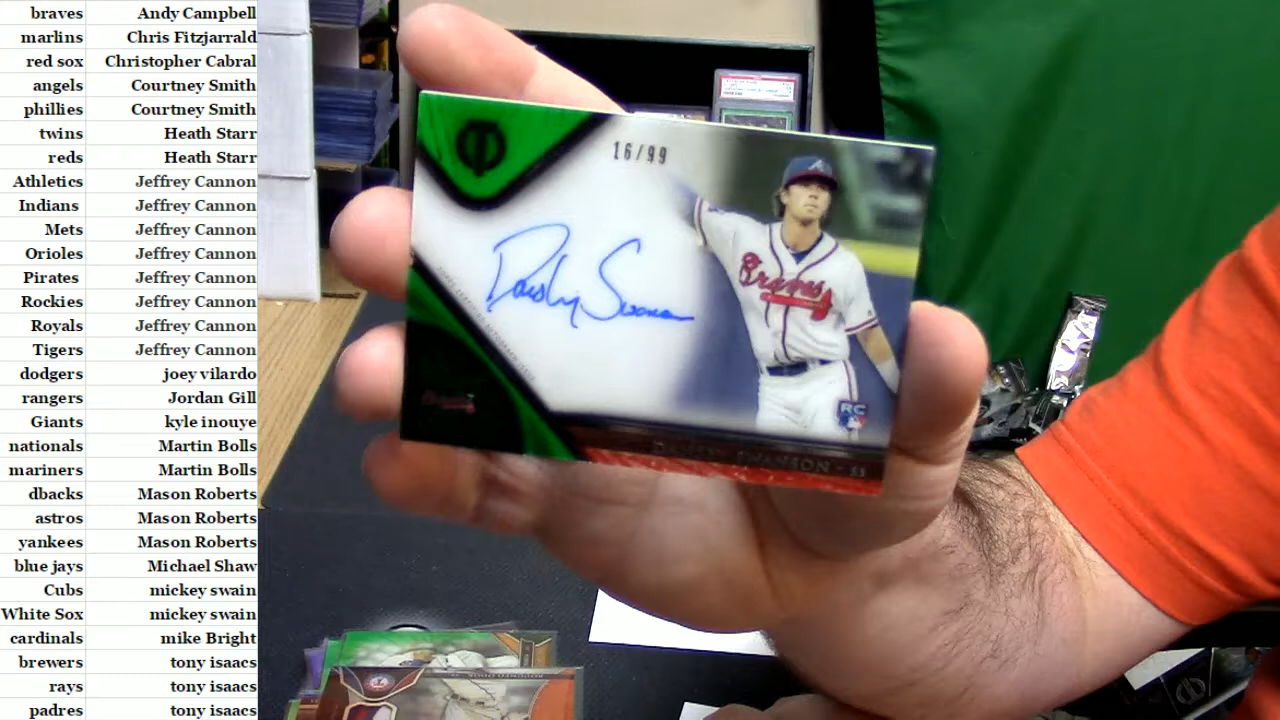 braves Andy Campbell
marlins Chris Fitzjarrald
red sox Christopher Cabral
angels Courtney Smith
phillies Courtney Smith
twins Heath Starr
reds Heath Starr
Athletics Jeffrey Cannon
Indians Jeffrey Cannon
Mets Jeffrey Cannon
Orioles Jeffrey Cannon
Pirates Jeffrey Cannon
Rockies Jeffrey Cannon
Royals Jeffrey Cannon
Tigers Jeffrey Cannon
dodgers joey vilardo
rangers Jordan Gill
Giants kyle inouye
nationals Martin Bolls
mariners Martin Bolls
dbacks Mason Roberts
astros Mason Roberts
yankees Mason Roberts
blue jays Michael Shaw
Cubs mickey swain
White Sox mickey swain
cardinals mike Bright
brewers tony isaacs
rays tony isaacs
padres tony isaacs
16/99
A
Dansby Swanson
Braves
RC
DANSBY SWANSON · SS